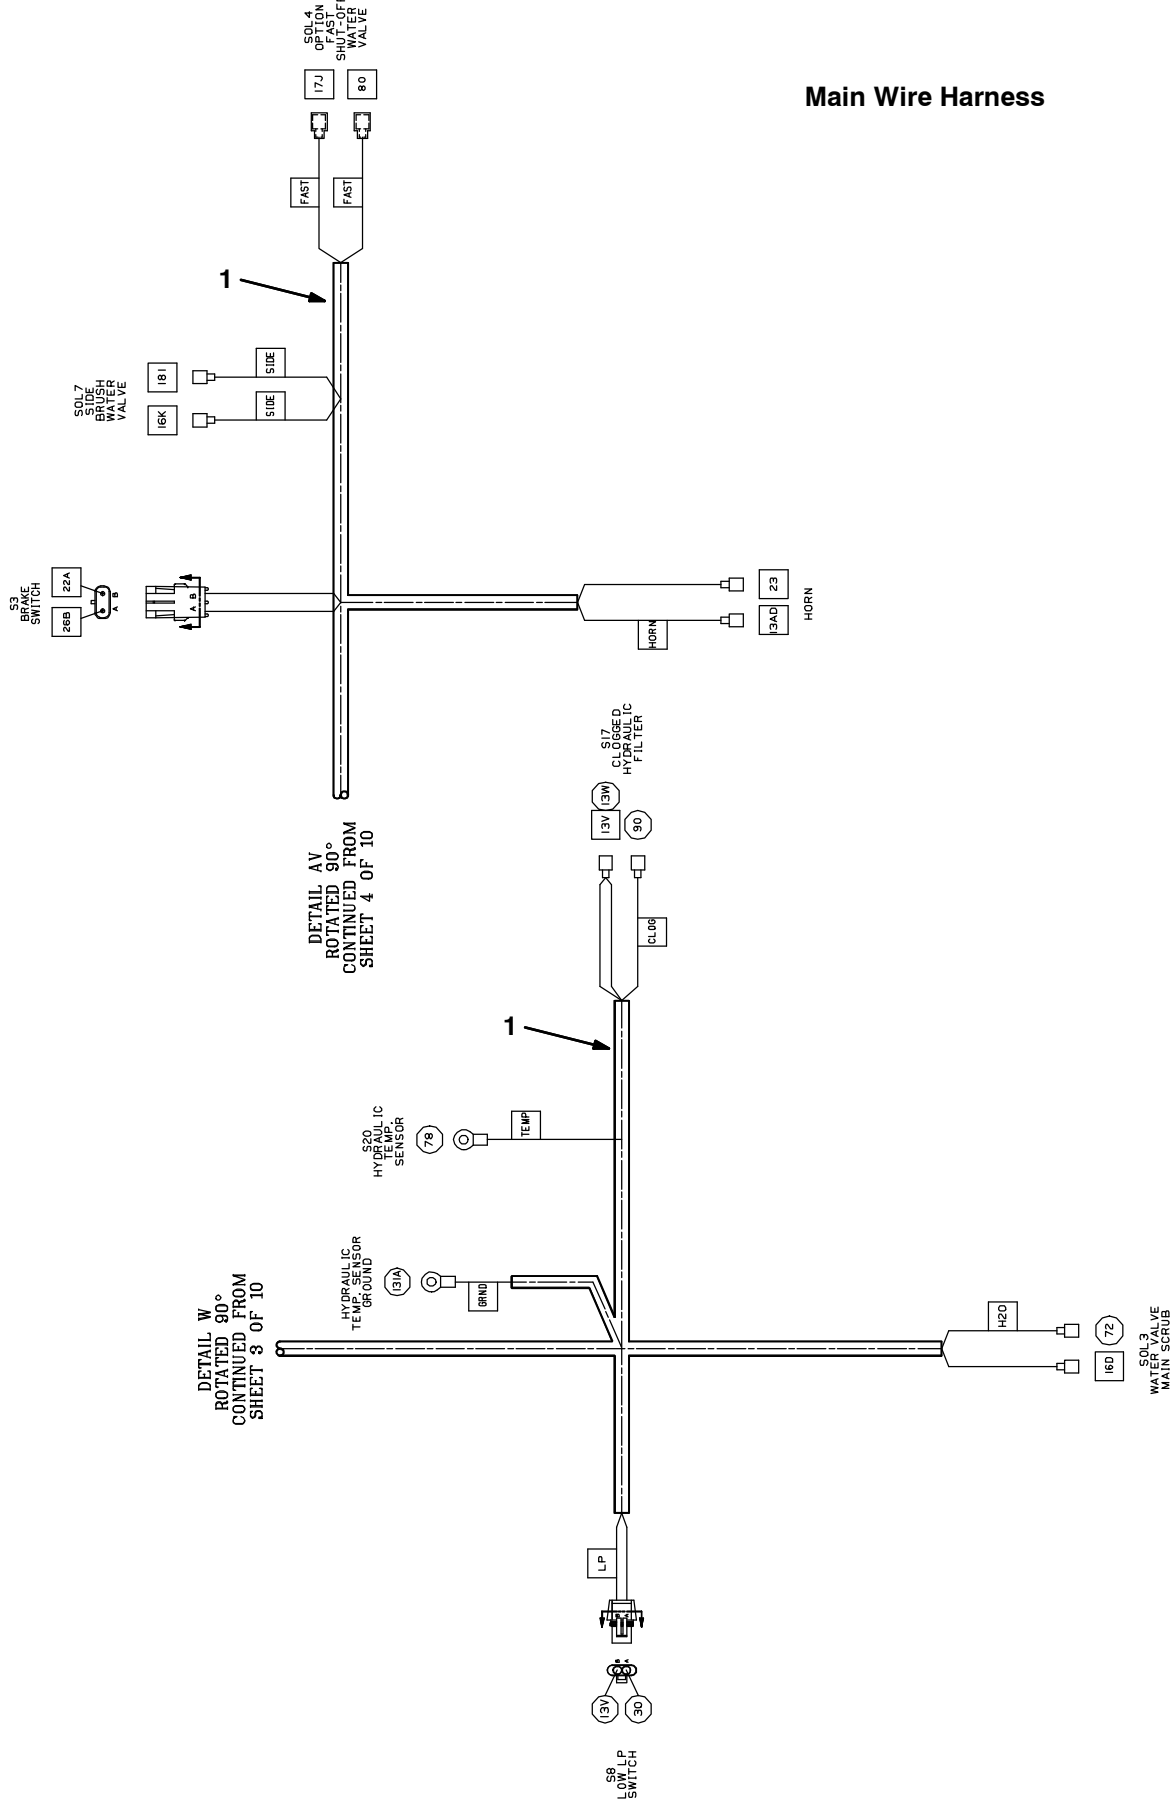 Main Wire Harness
SOL4
OPTION
FAST
SHUT-OFF
WATER
VALVE
17J
80
FAST
FAST
1
SOL7
SIDE
BRUSH
WATER
VALVE
181
16K
SIDE
SIDE
S3
BRAKE
SWITCH
22A
26B
A
B
A B
HORN
23
13AD
HORN
DETAIL AV
ROTATED 90°
CONTINUED FROM
SHEET 4 OF 10
S17
CLOGGED
HYDRAULIC
FILTER
13W
13V
90
CLOG
1
S20
HYDRAULIC
TEMP.
SENSOR
78
TEMP
HYDRAULIC
TEMP. SENSOR
GROUND
131A
GRND
DETAIL W
ROTATED 90°
CONTINUED FROM
SHEET 3 OF 10
H2O
72
16D
SOL3
WATER VALVE
MAIN SCRUB
LP
B
A
13V
30
S8
LOW LP
SWITCH